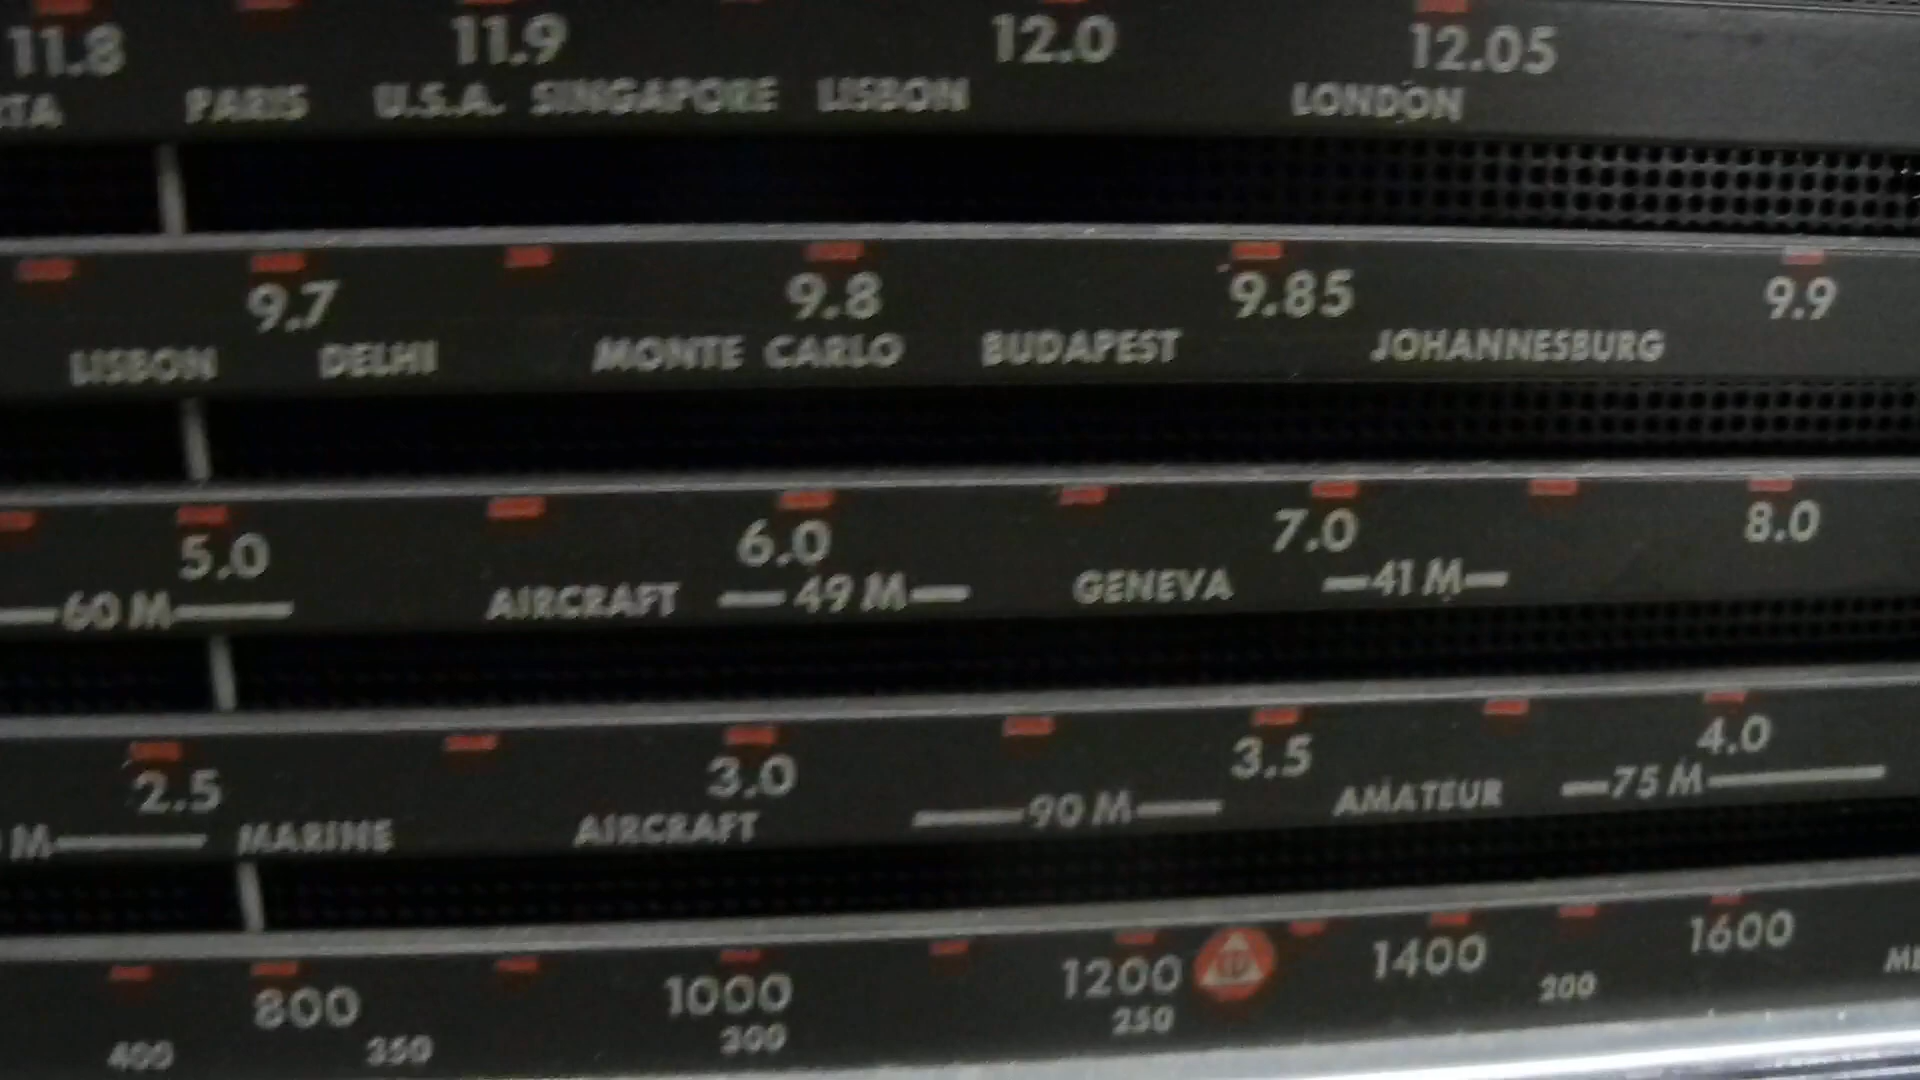 11.8 11.9 12.0 12.05
PARIS U.S.A. SINGAPORE LISBON LONDON
9.7 9.8 9.85 9.9
LISBON DELHI MONTE CARLO BUDAPEST JOHANNESBURG
5.0 6.0 7.0 8.0
60 M AIRCRAFT 49 M GENEVA 41 M
2.5 3.0 3.5 4.0
M MARINE AIRCRAFT 90 M AMATEUR 75 M
800 1000 1200 CD 1400 1600
400 350 300 250 200